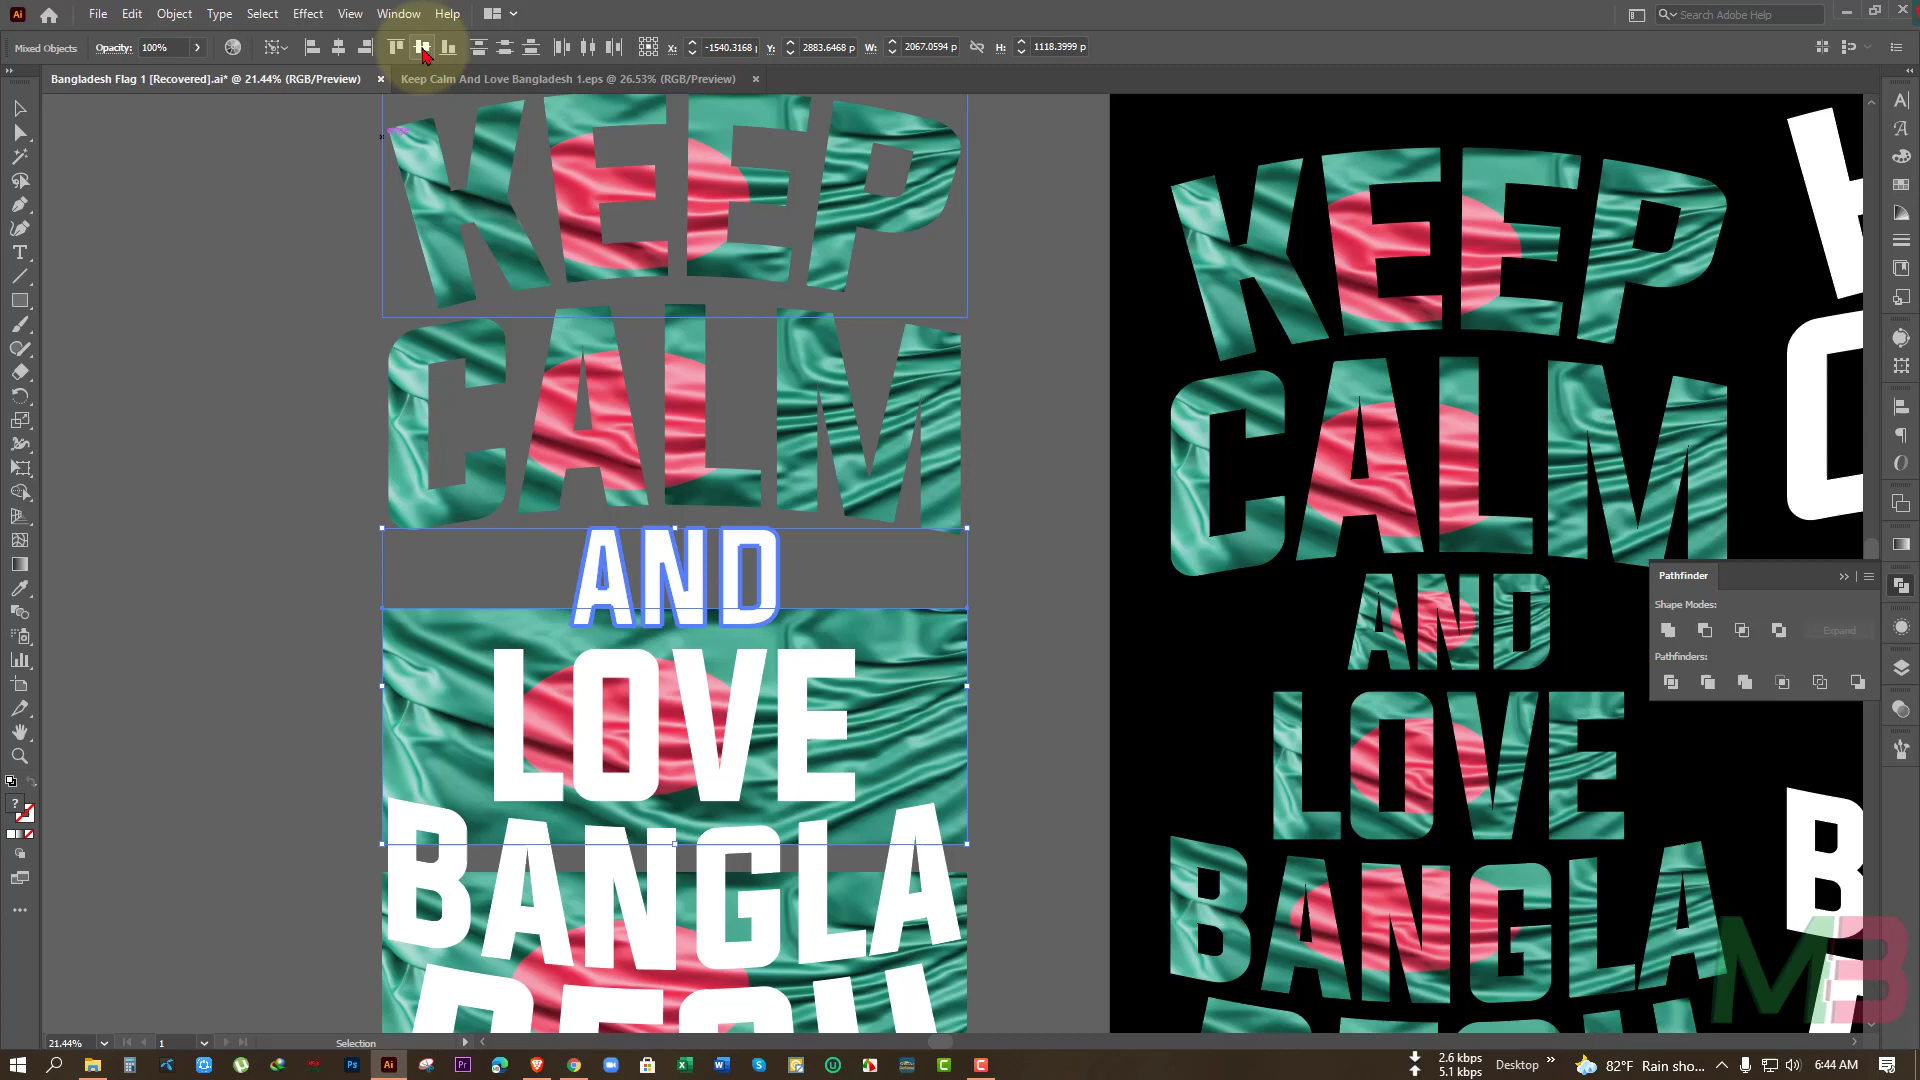 Ai File Edit Object Type Select Effect View Window Help Search Adobe Help
Mixed Objects Opacity: 100% X: -1540.3168 p Y: 2883.6468 p W: 2067.0594 p H: 1118.3999 p
Bangladesh Flag 1 [Recovered].ai* @ 21.44% (RGB/Preview) × Keep Calm And Love Bangladesh 1.eps @ 26.53% (RGB/Preview) ×
KEEP
CALM
AND
LOVE
BANGLA
KEEP
CALM
AND
LOVE
BANGLA
Pathfinder
Shape Modes:
Expand
Pathfinders:
MB
21.44% 1 Selection
2.6 kbps
5.1 kbps
Desktop
82°F Rain sho...
6:44 AM